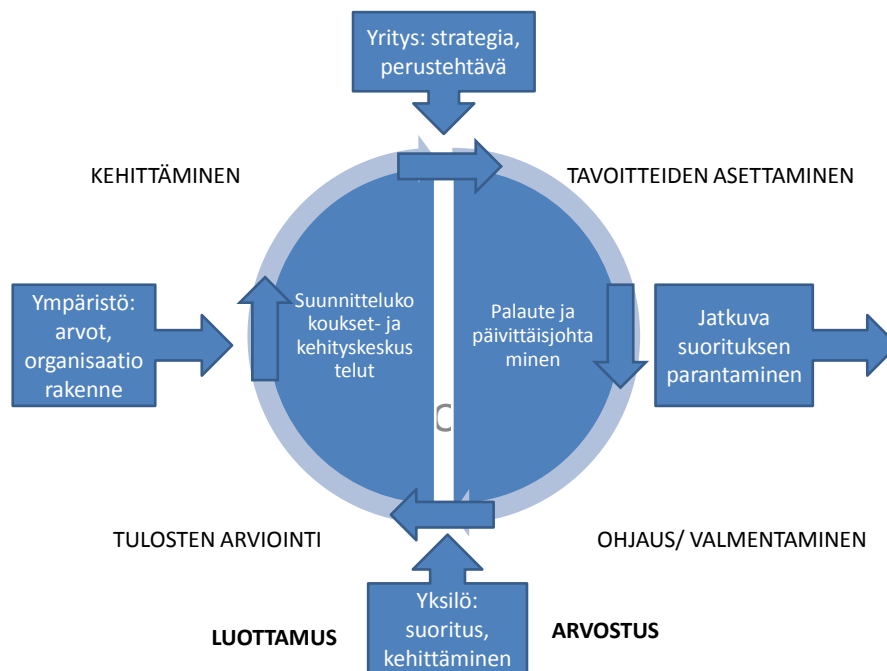 Yritys: strategia,
perustehtävä
KEHITTÄMINEN
TAVOITTEIDEN ASETTAMINEN
Ympäristö:
arvot,
organisaatio
rakenne
Suunnitteluko
koukset- ja
kehityskeskus
telut
Palaute ja
päivittäisjohta
minen
Jatkuva
suorituksen
parantaminen
C
TULOSTEN ARVIOINTI
OHJAUS/ VALMENTAMINEN
Yksilö:
suoritus,
kehittäminen
LUOTTAMUS
ARVOSTUS